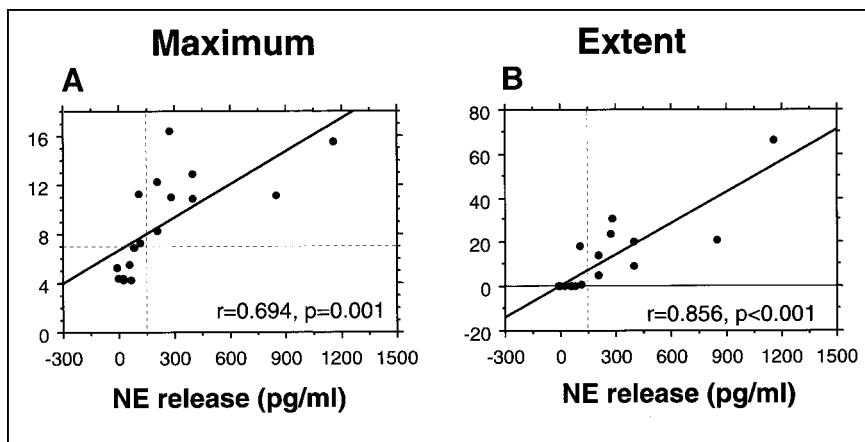 Maximum
Extent
A
B
16
12
8
4
0
-300 0 300 600 900 1200 1500
r=0.694, p=0.001
NE release (pg/ml)
80
60
40
20
0
-20
-300 0 300 600 900 1200 1500
r=0.856, p<0.001
NE release (pg/ml)